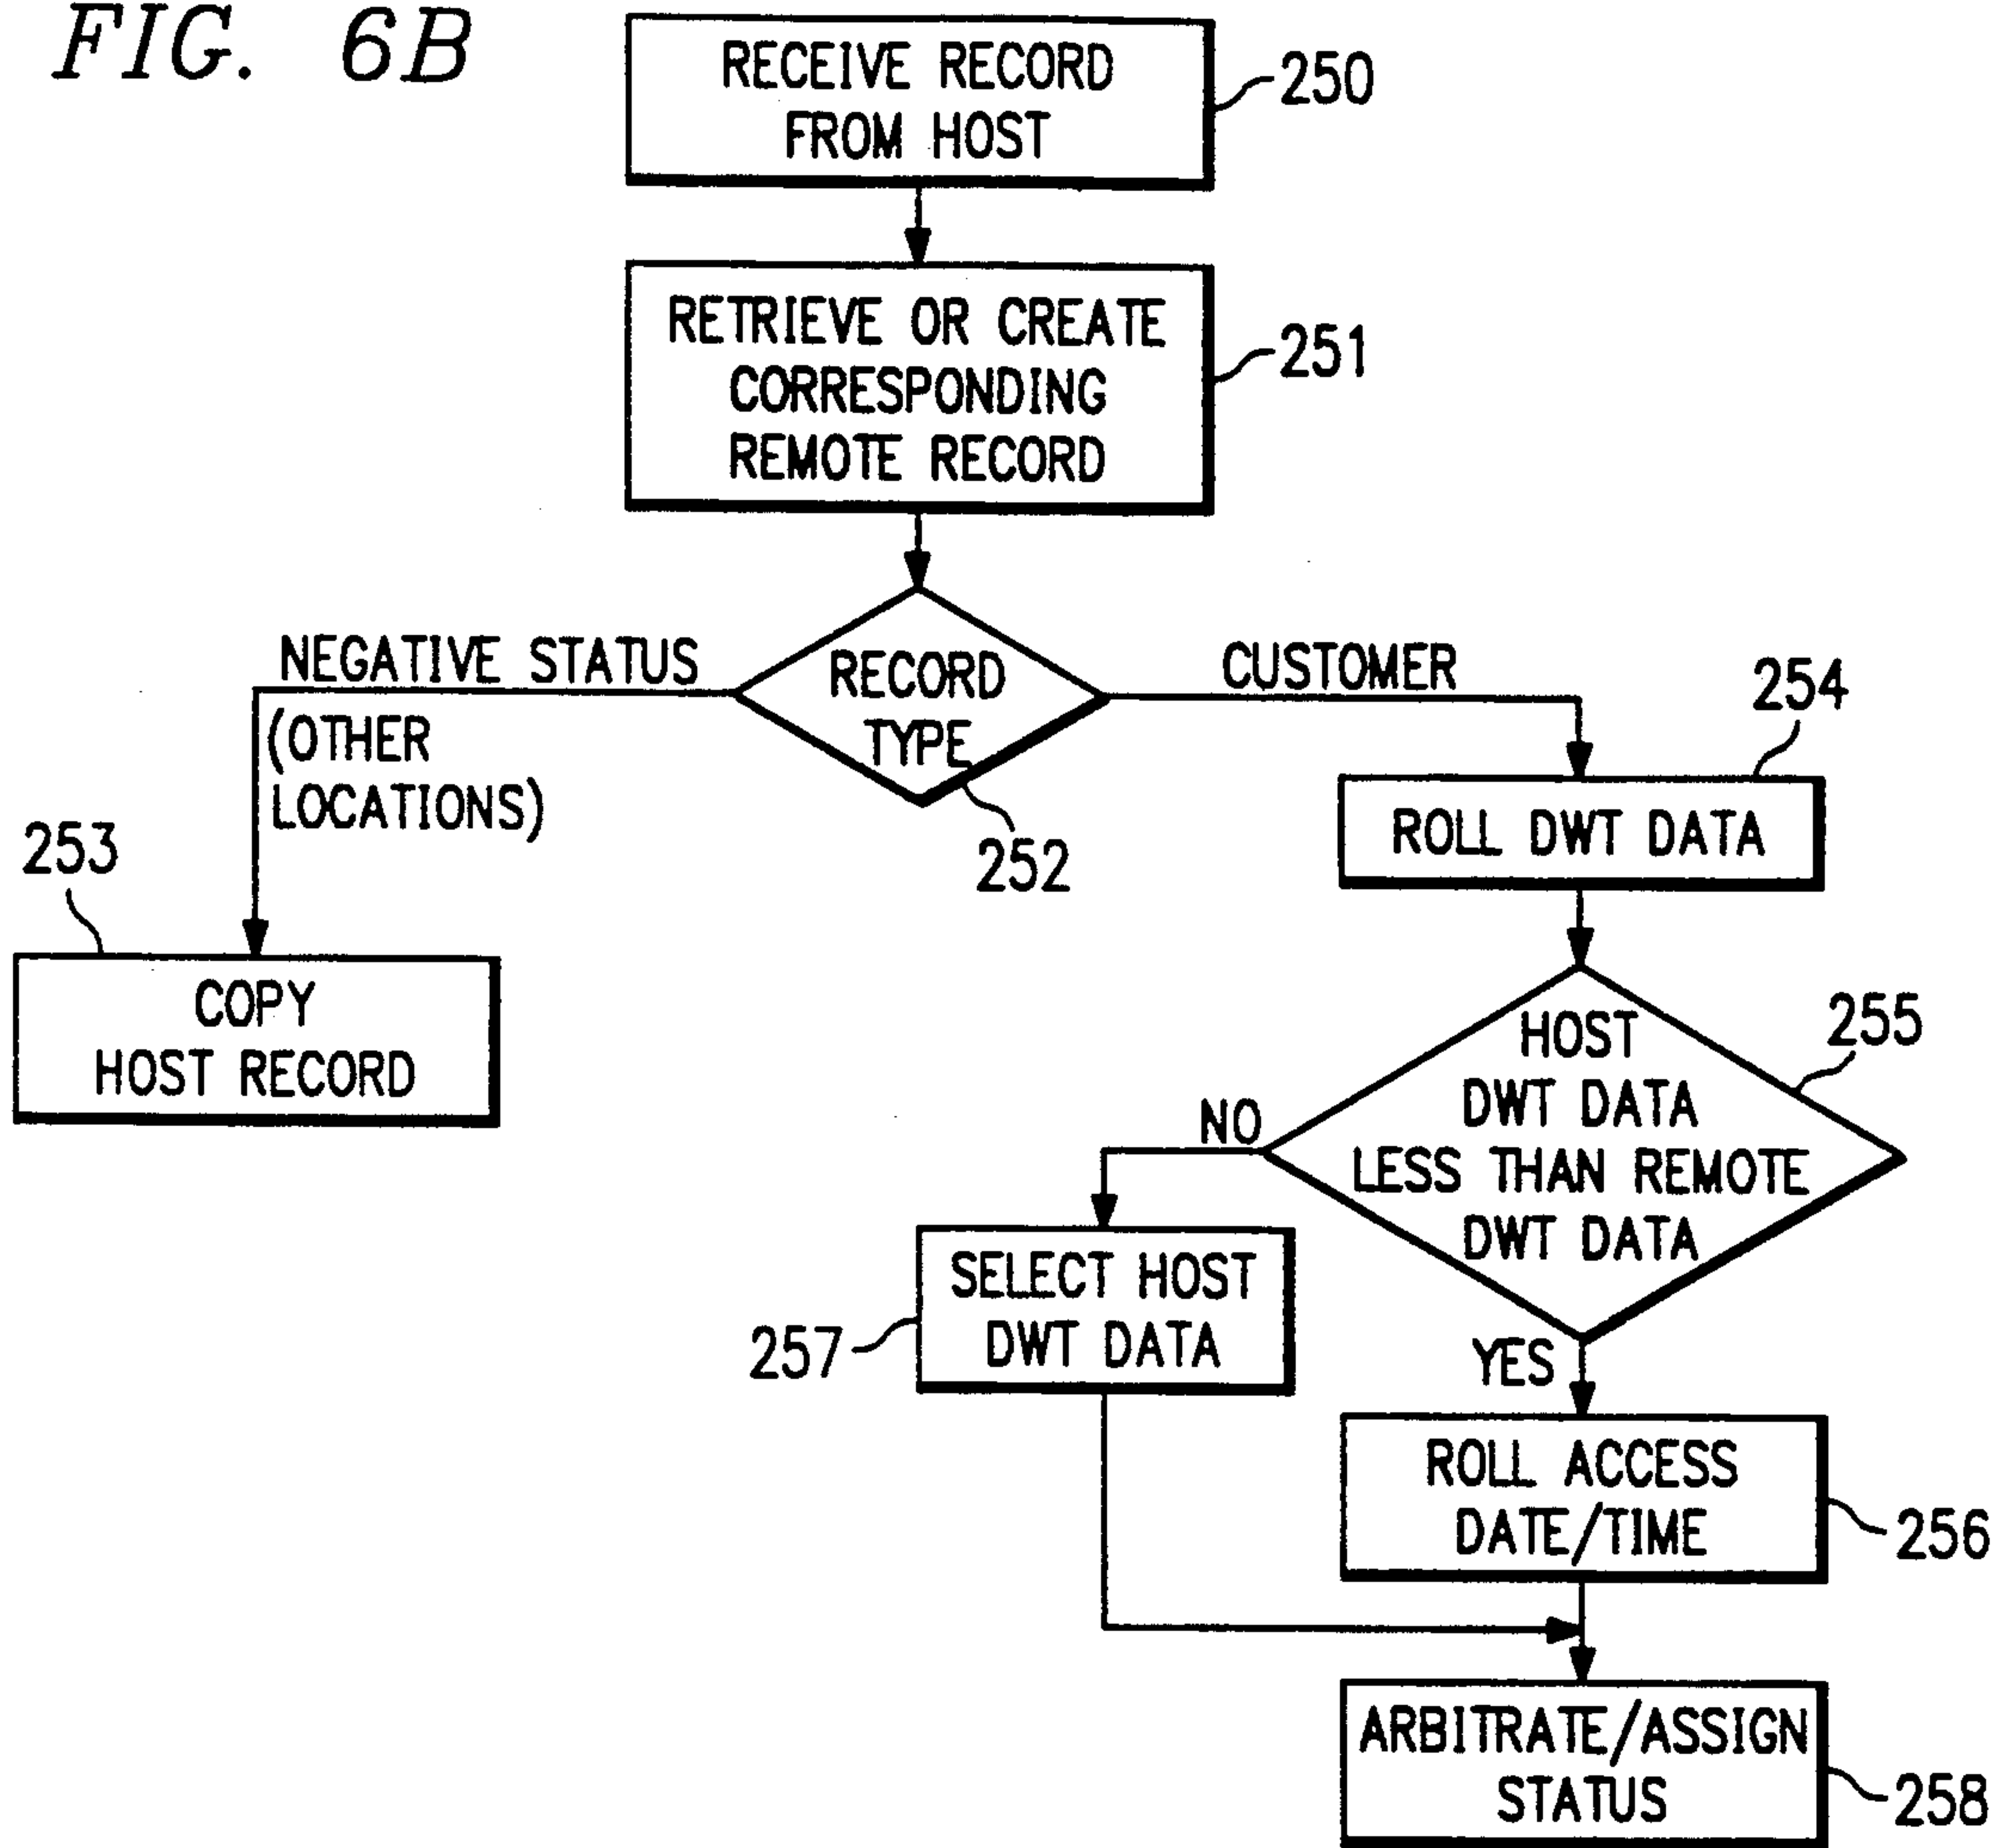 FIG. 6B
RECEIVE RECORD
FROM HOST
250
RETRIEVE OR CREATE
CORRESPONDING
REMOTE RECORD
251
NEGATIVE STATUS
(OTHER
LOCATIONS)
RECORD
TYPE
252
CUSTOMER
253
COPY
HOST RECORD
254
ROLL DWT DATA
HOST
DWT DATA
LESS THAN REMOTE
DWT DATA
255
NO
SELECT HOST
DWT DATA
257
YES
ROLL ACCESS
DATE/TIME
256
ARBITRATE/ASSIGN
STATUS
258